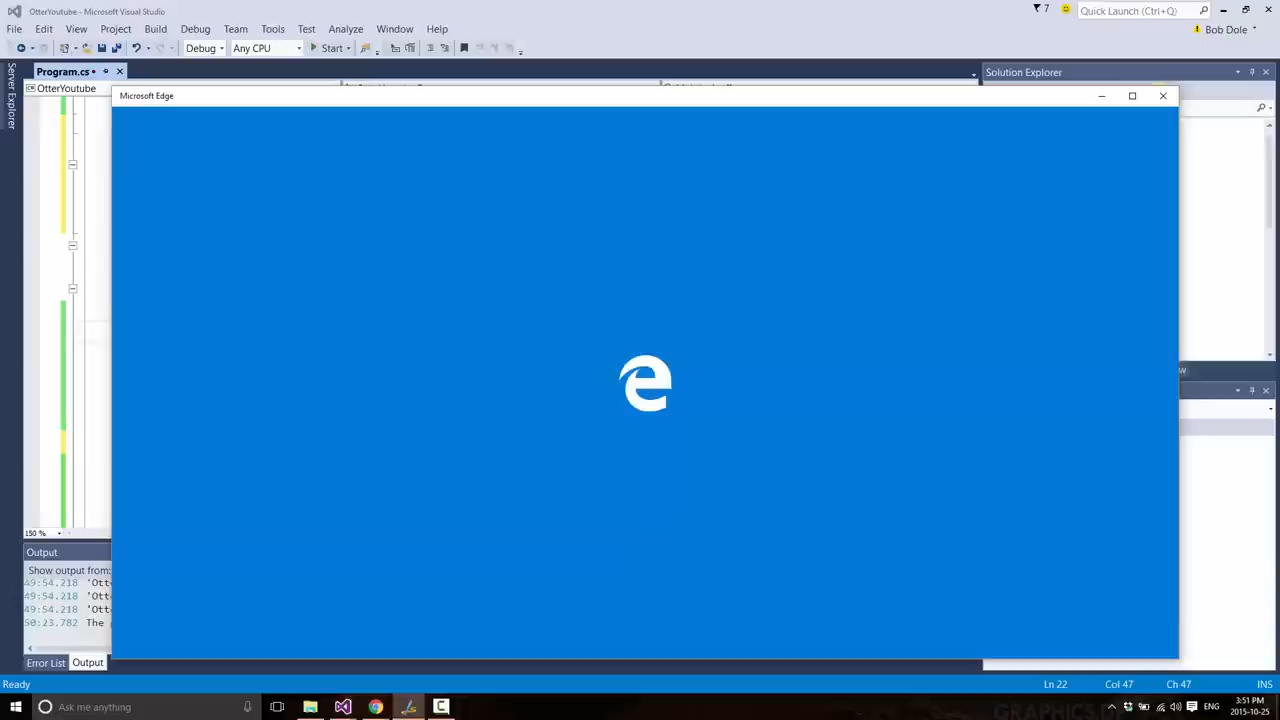 OtterYoutube - Microsoft Visual Studio
7
Quick Launch (Ctrl+Q)
File Edit View Project Build Debug Team Tools Test Analyze Window Help
Bob Dole
Debug Any CPU Start
Server Explorer
Program.cs
Solution Explorer
OtterYoutube
Microsoft Edge
150 %
Output
Show output from:
49:54.218 'Ott
49:54.218 'Ott
49:54.218 'Ott
50:23.782 The
Error List Output
Ready
Ln 22 Col 47 Ch 47 INS
Ask me anything
ENG
3:51 PM
2015-10-25